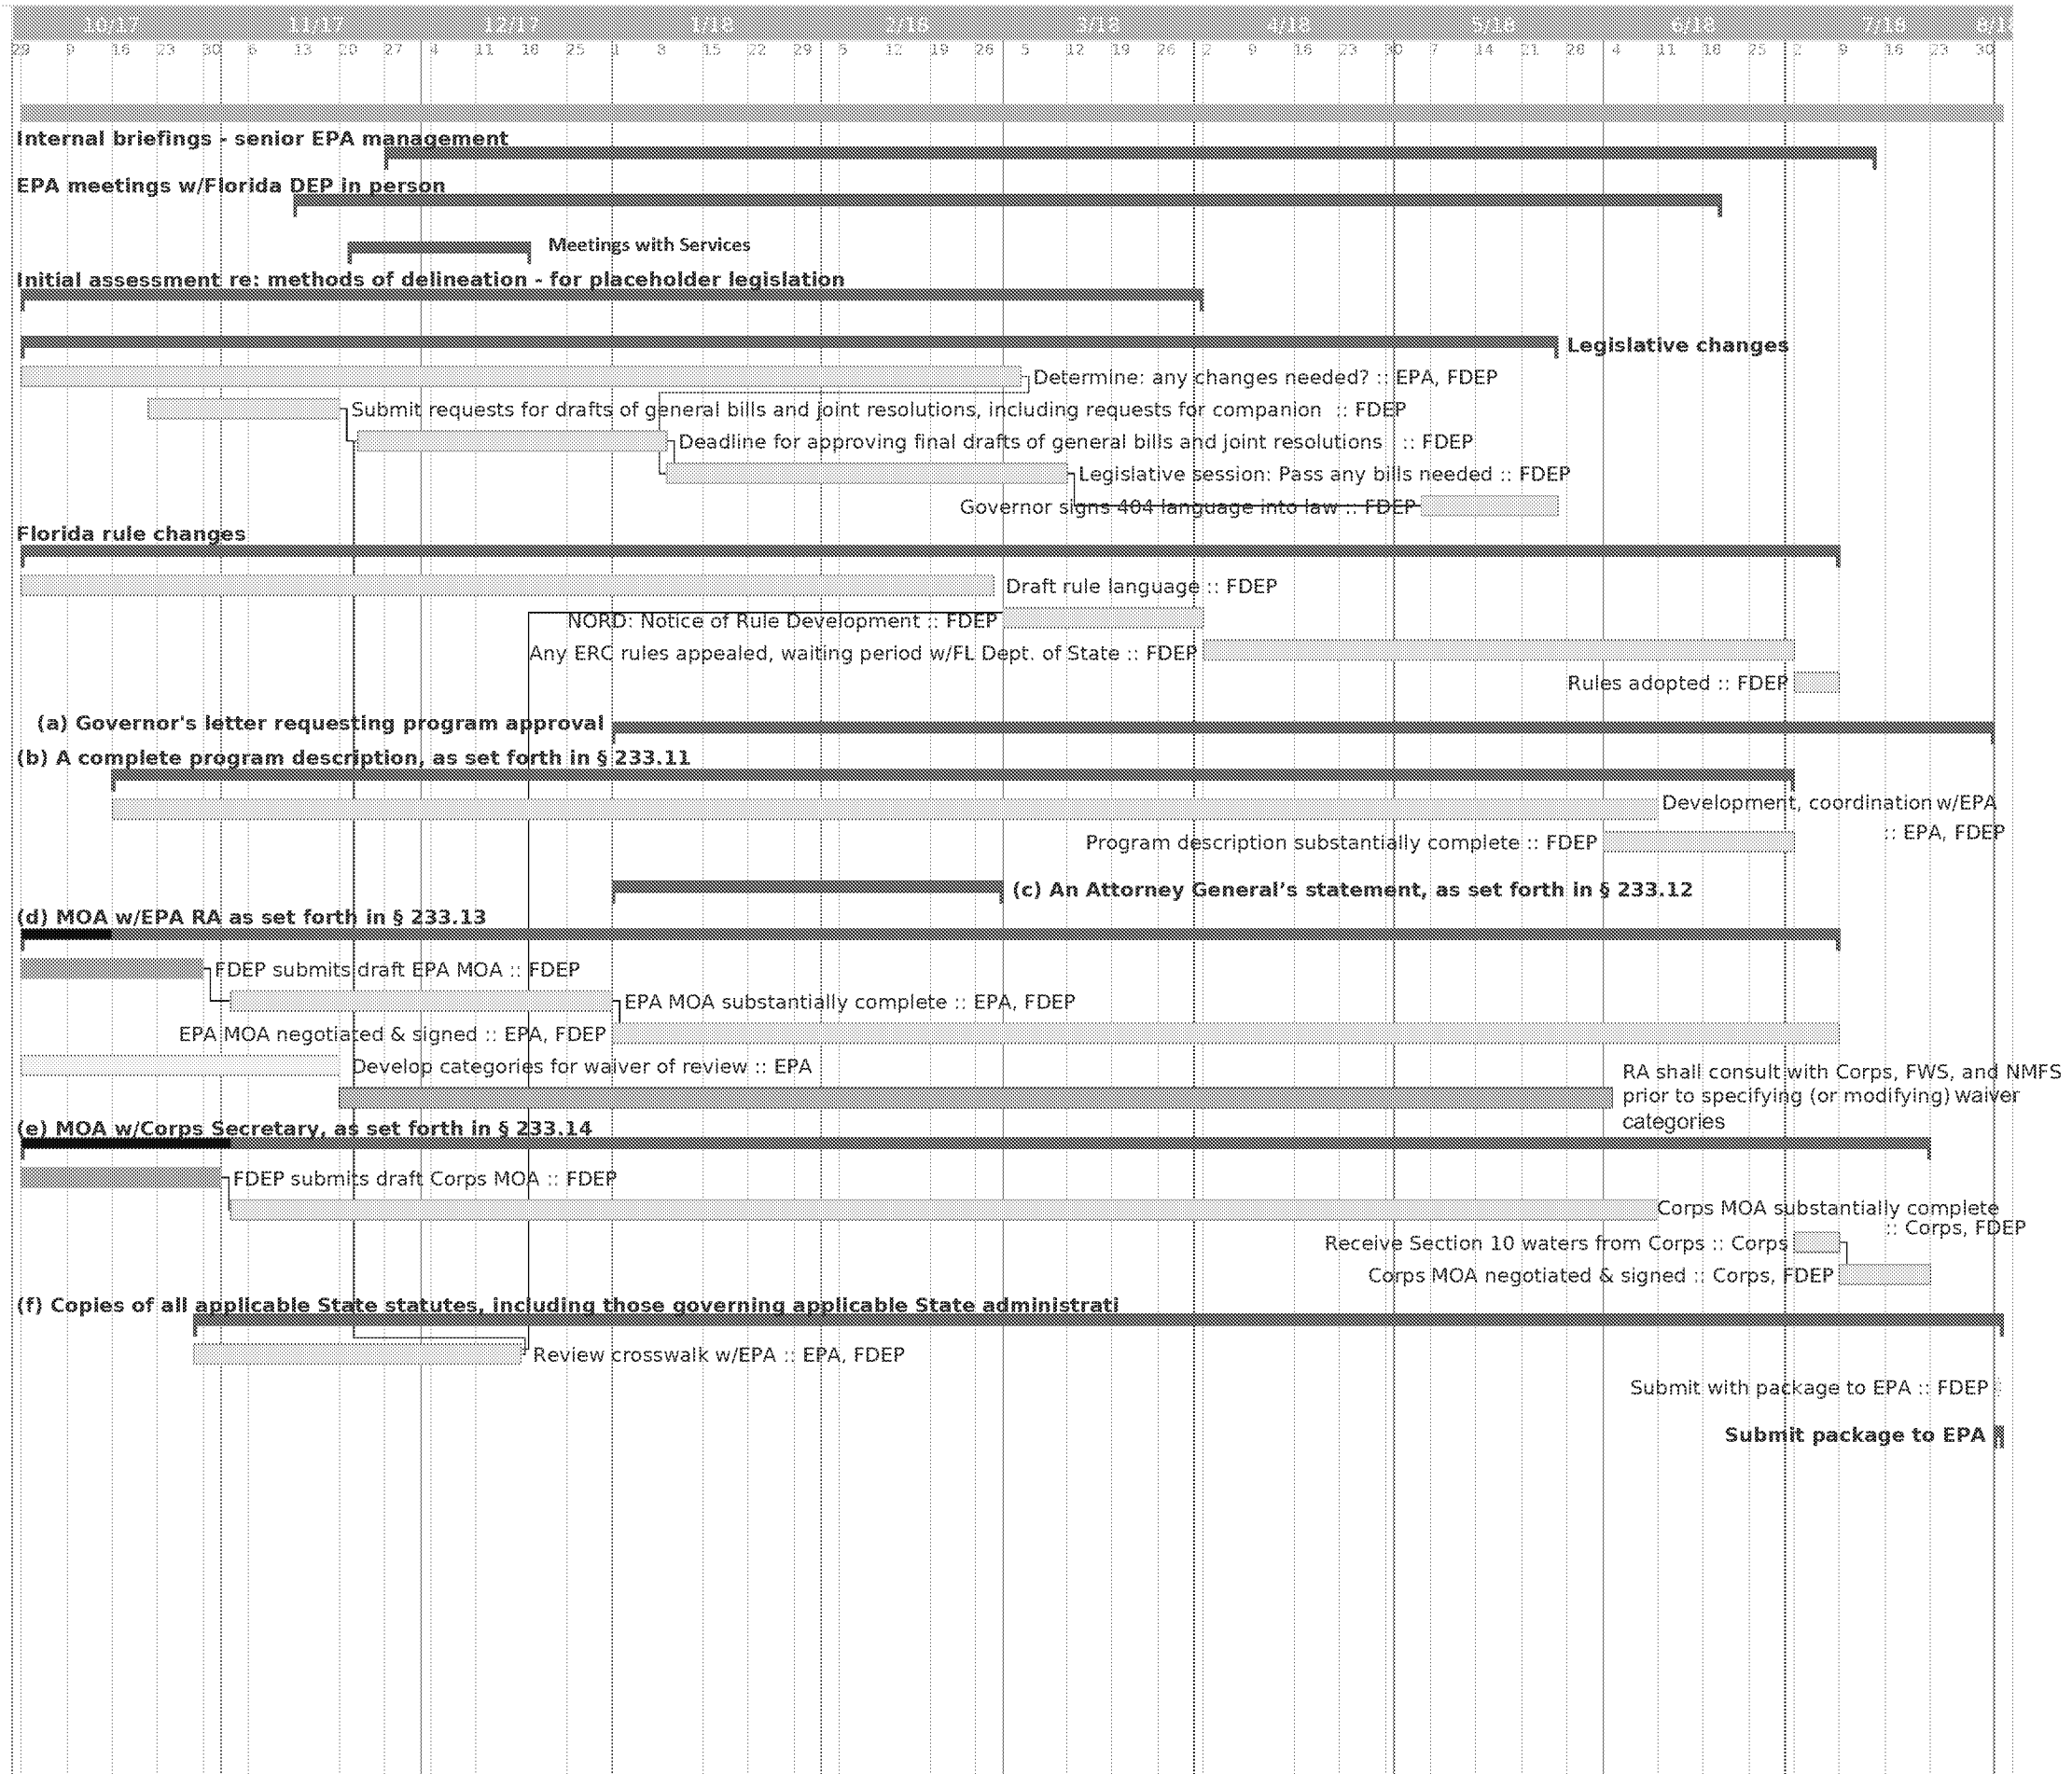 10/17 11/17 12/17 1/18 2/18 3/18 4/18 5/18 6/18 7/18 8/18
29 9 16 23 30 6 13 20 27 4 11 18 25 1 8 15 22 29 5 12 19 26 5 12 19 26 2 9 16 23 30 7 14 21 28 4 11 18 25 2 9 16 23 30
Internal briefings - senior EPA management
EPA meetings w/Florida DEP in person
Meetings with Services
Initial assessment re: methods of delineation - for placeholder legislation
Legislative changes
Determine: any changes needed? :: EPA, FDEP
Submit requests for drafts of general bills and joint resolutions, including requests for companion :: FDEP
Deadline for approving final drafts of general bills and joint resolutions :: FDEP
Legislative session: Pass any bills needed :: FDEP
Governor signs 404 language into law :: FDEP
Florida rule changes
Draft rule language :: FDEP
NORD: Notice of Rule Development :: FDEP
Any ERC rules appealed, waiting period w/FL Dept. of State :: FDEP
Rules adopted :: FDEP
(a) Governor's letter requesting program approval
(b) A complete program description, as set forth in § 233.11
Development, coordination w/EPA
:: EPA, FDEP
Program description substantially complete :: FDEP
(c) An Attorney General's statement, as set forth in § 233.12
(d) MOA w/EPA RA as set forth in § 233.13
FDEP submits draft EPA MOA :: FDEP
EPA MOA substantially complete :: EPA, FDEP
EPA MOA negotiated & signed :: EPA, FDEP
Develop categories for waiver of review :: EPA
RA shall consult with Corps, FWS, and NMFS
prior to specifying (or modifying) waiver
categories
(e) MOA w/Corps Secretary, as set forth in § 233.14
FDEP submits draft Corps MOA :: FDEP
Corps MOA substantially complete
:: Corps, FDEP
Receive Section 10 waters from Corps :: Corps
Corps MOA negotiated & signed :: Corps, FDEP
(f) Copies of all applicable State statutes, including those governing applicable State administrati
Review crosswalk w/EPA :: EPA, FDEP
Submit with package to EPA :: FDEP
Submit package to EPA